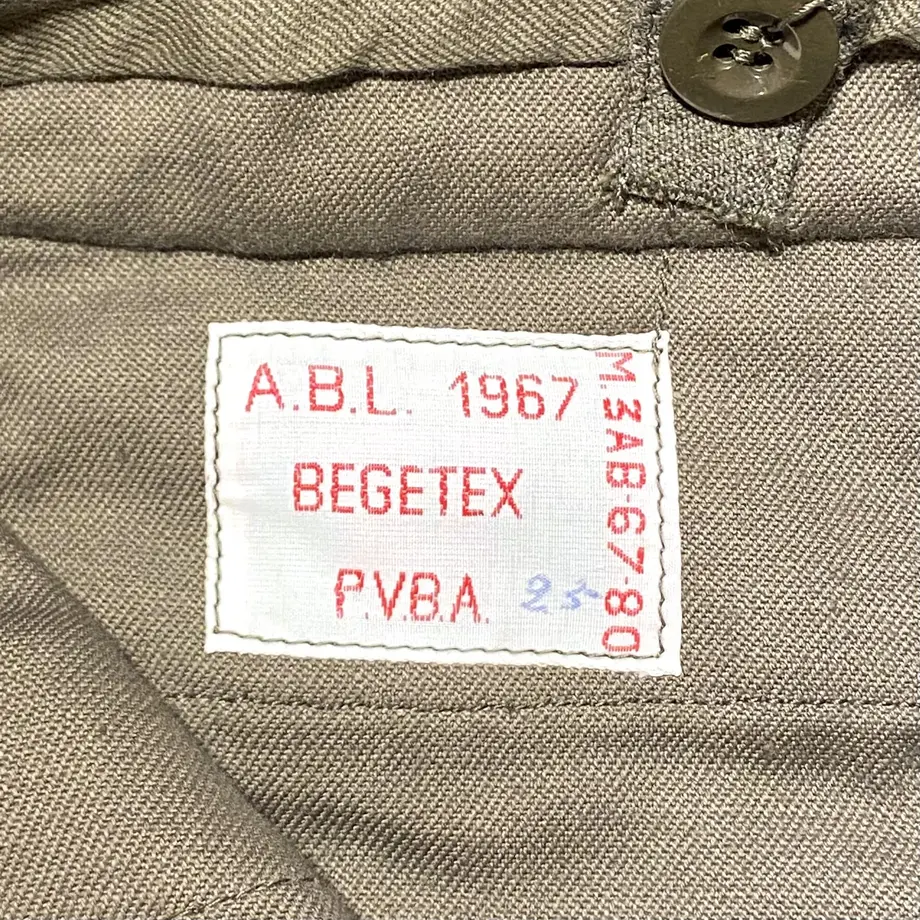 A.B.L. 1967
BEGETEX
P.V.B.A. 25
M.3AB-67-80